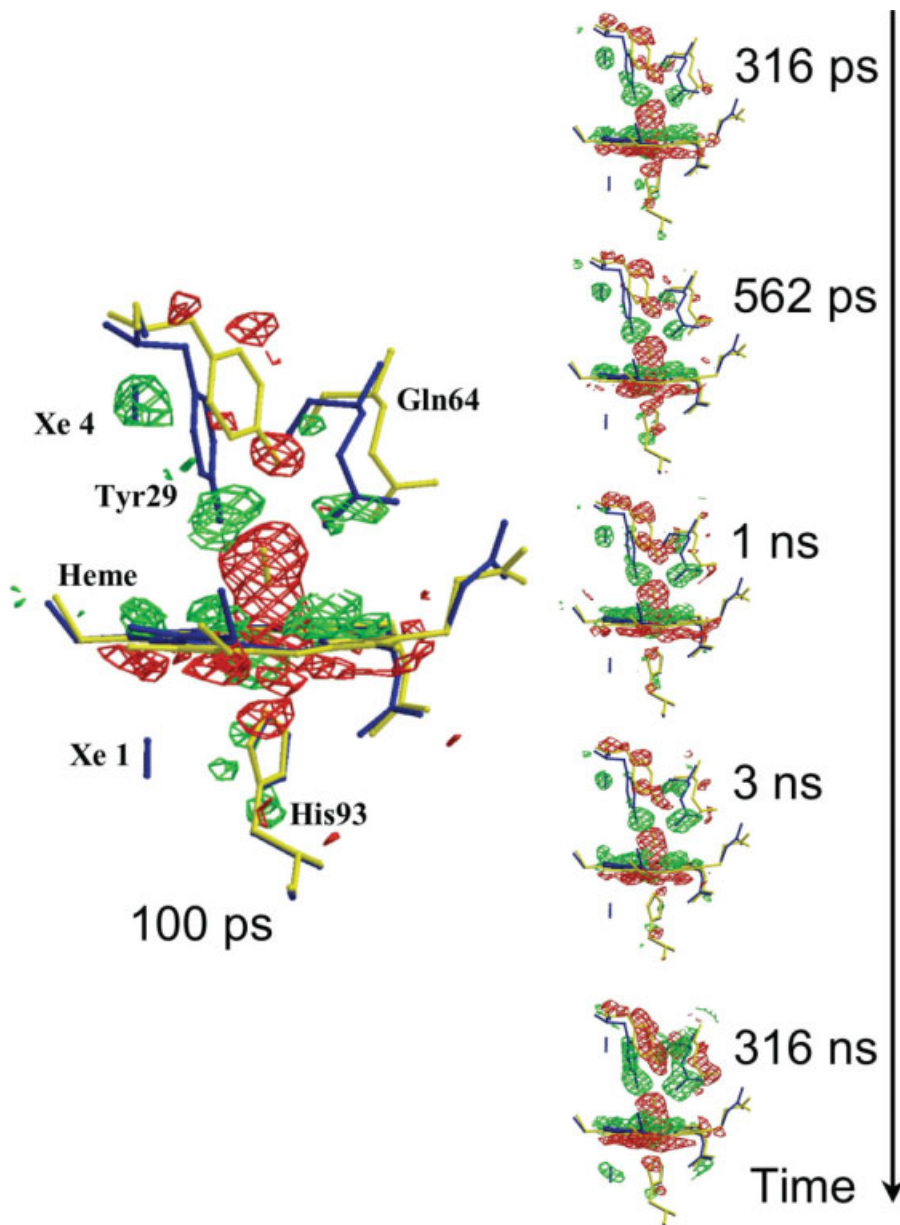 Xe 4
Tyr29
Gln64
Heme
Xe 1
His93
100 ps
316 ps
562 ps
1 ns
3 ns
316 ns
Time